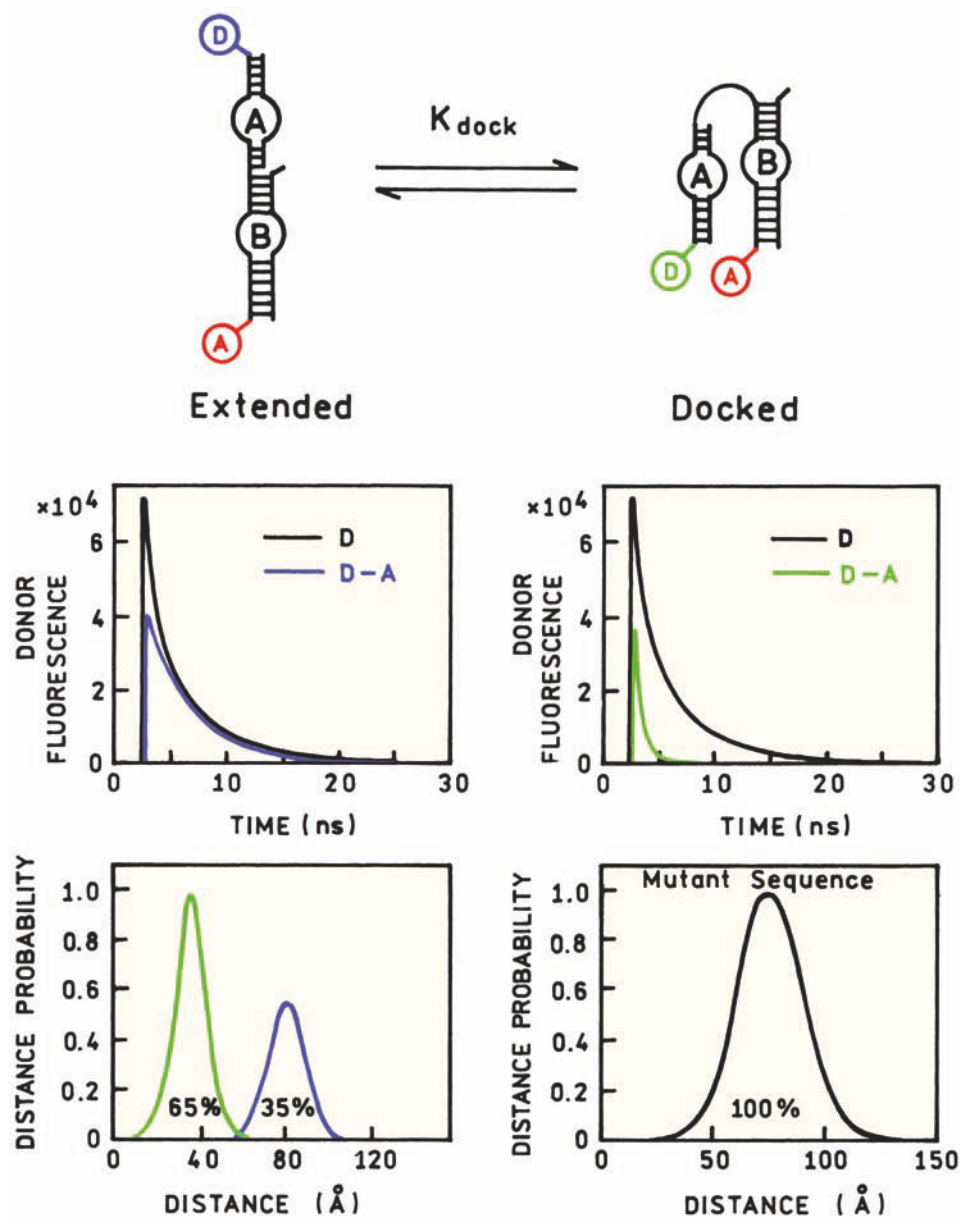 D
A
B
A
K dock
A
B
D
A
Extended
Docked
×10⁴
6
4
2
0
DONOR
FLUORESCENCE
D
D-A
0 10 20 30
TIME (ns)
×10⁴
6
4
2
0
DONOR
FLUORESCENCE
D
D-A
0 10 20 30
TIME (ns)
DISTANCE PROBABILITY
1.0
0.8
0.6
0.4
0.2
0
65% 35%
0 40 80 120
DISTANCE (Å)
DISTANCE PROBABILITY
Mutant Sequence
1.0
0.8
0.6
0.4
0.2
0
100%
0 50 100 150
DISTANCE (Å)